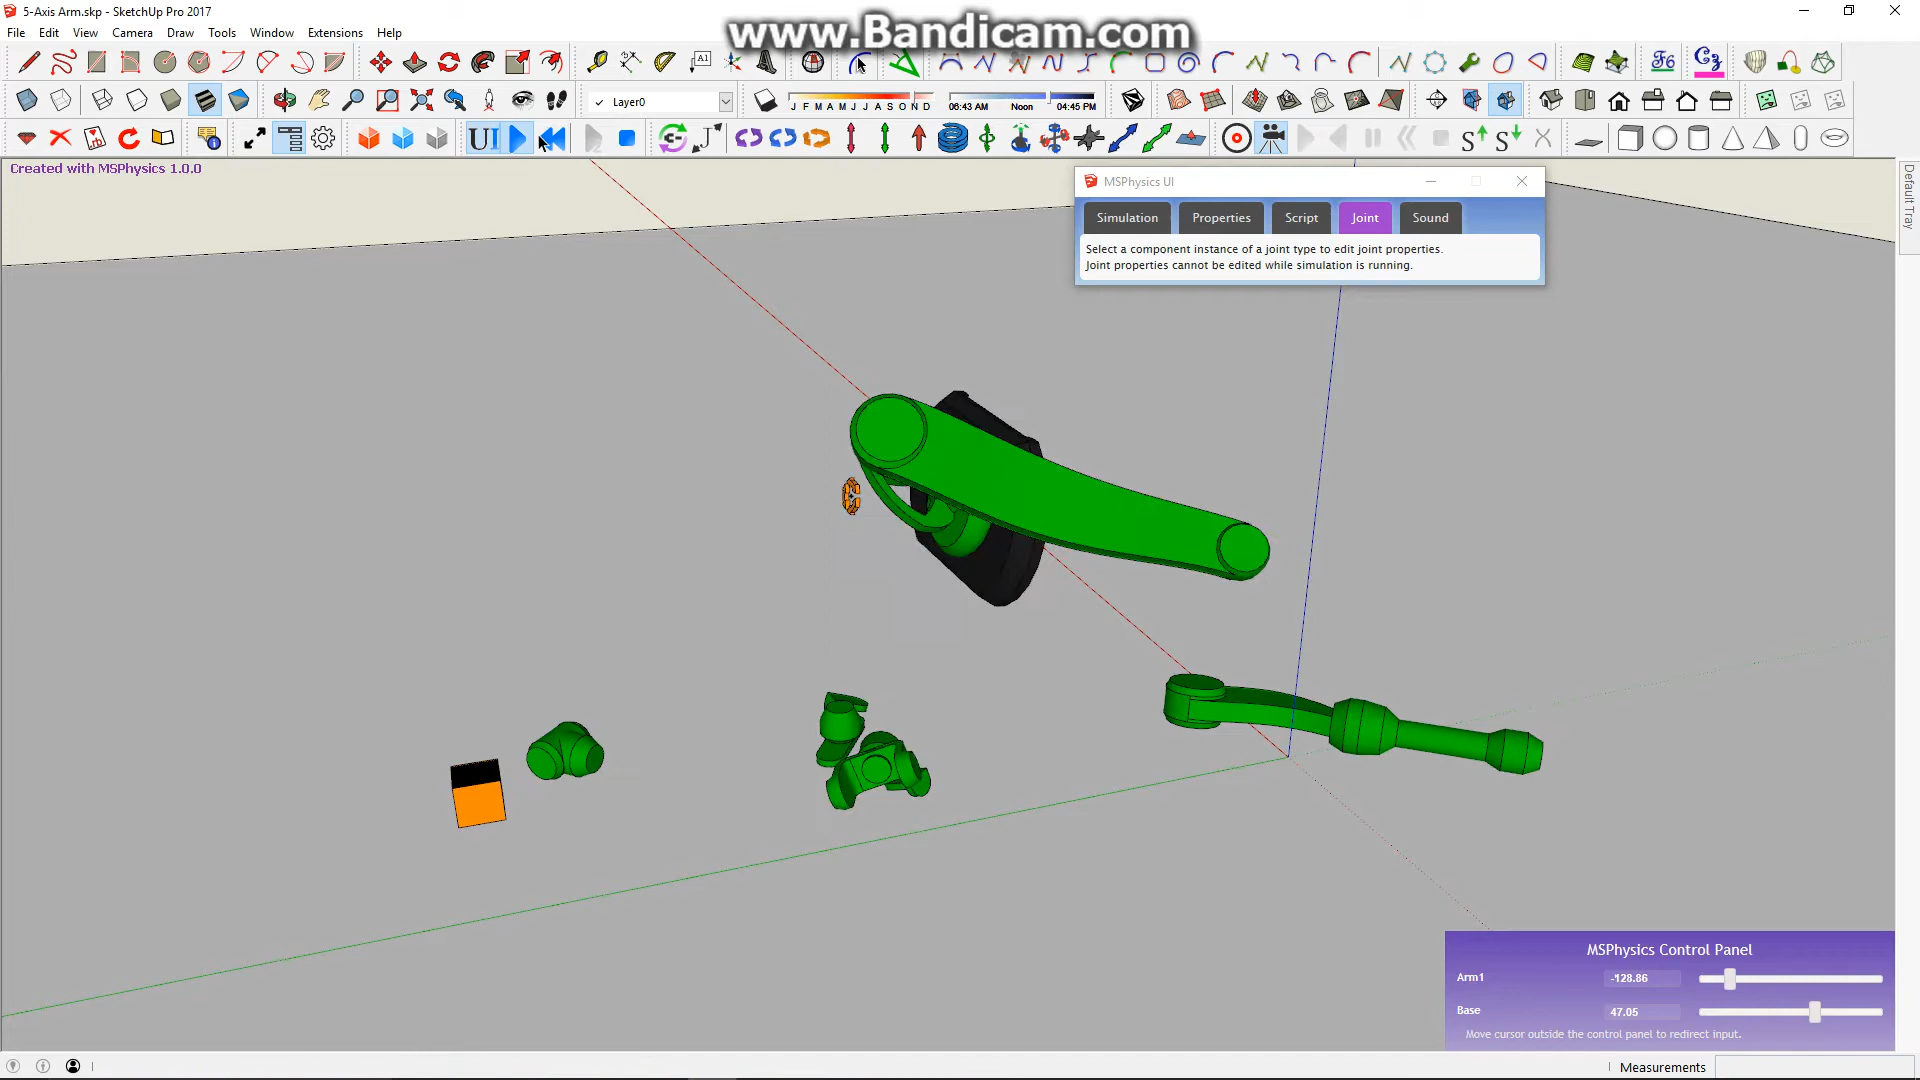 5-Axis Arm.skp - SketchUp Pro 2017
www.Bandicam.com
File Edit View Camera Draw Tools Window Extensions Help
A1
Layer0
J F M A M J J A S O N D
06:43 AM Noon 04:45 PM
UI
Created with MSPhysics 1.0.0
MSPhysics UI
Simulation Properties Script Joint Sound
Select a component instance of a joint type to edit joint properties.
Joint properties cannot be edited while simulation is running.
Default Tray
MSPhysics Control Panel
Arm1 -128.86
Base 47.05
Move cursor outside the control panel to redirect input.
Measurements